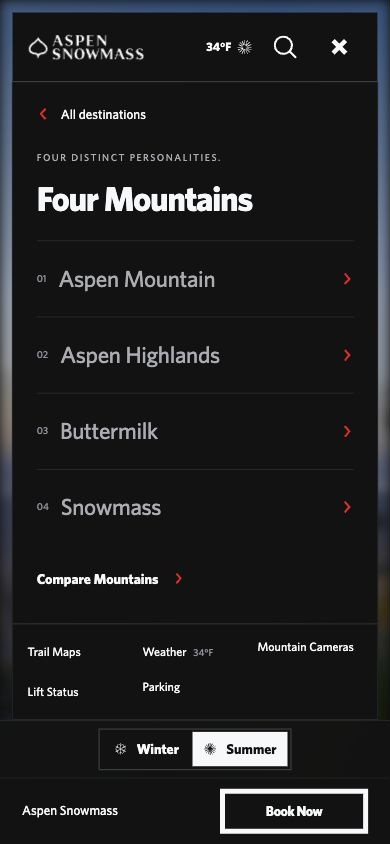 ASPEN
SNOWMASS
34°F
All destinations
FOUR DISTINCT PERSONALITIES.
Four Mountains
01 Aspen Mountain
02 Aspen Highlands
03 Buttermilk
04 Snowmass
Compare Mountains
Trail Maps
Weather 34°F
Mountain Cameras
Lift Status
Parking
Winter
Summer
Aspen Snowmass
Book Now